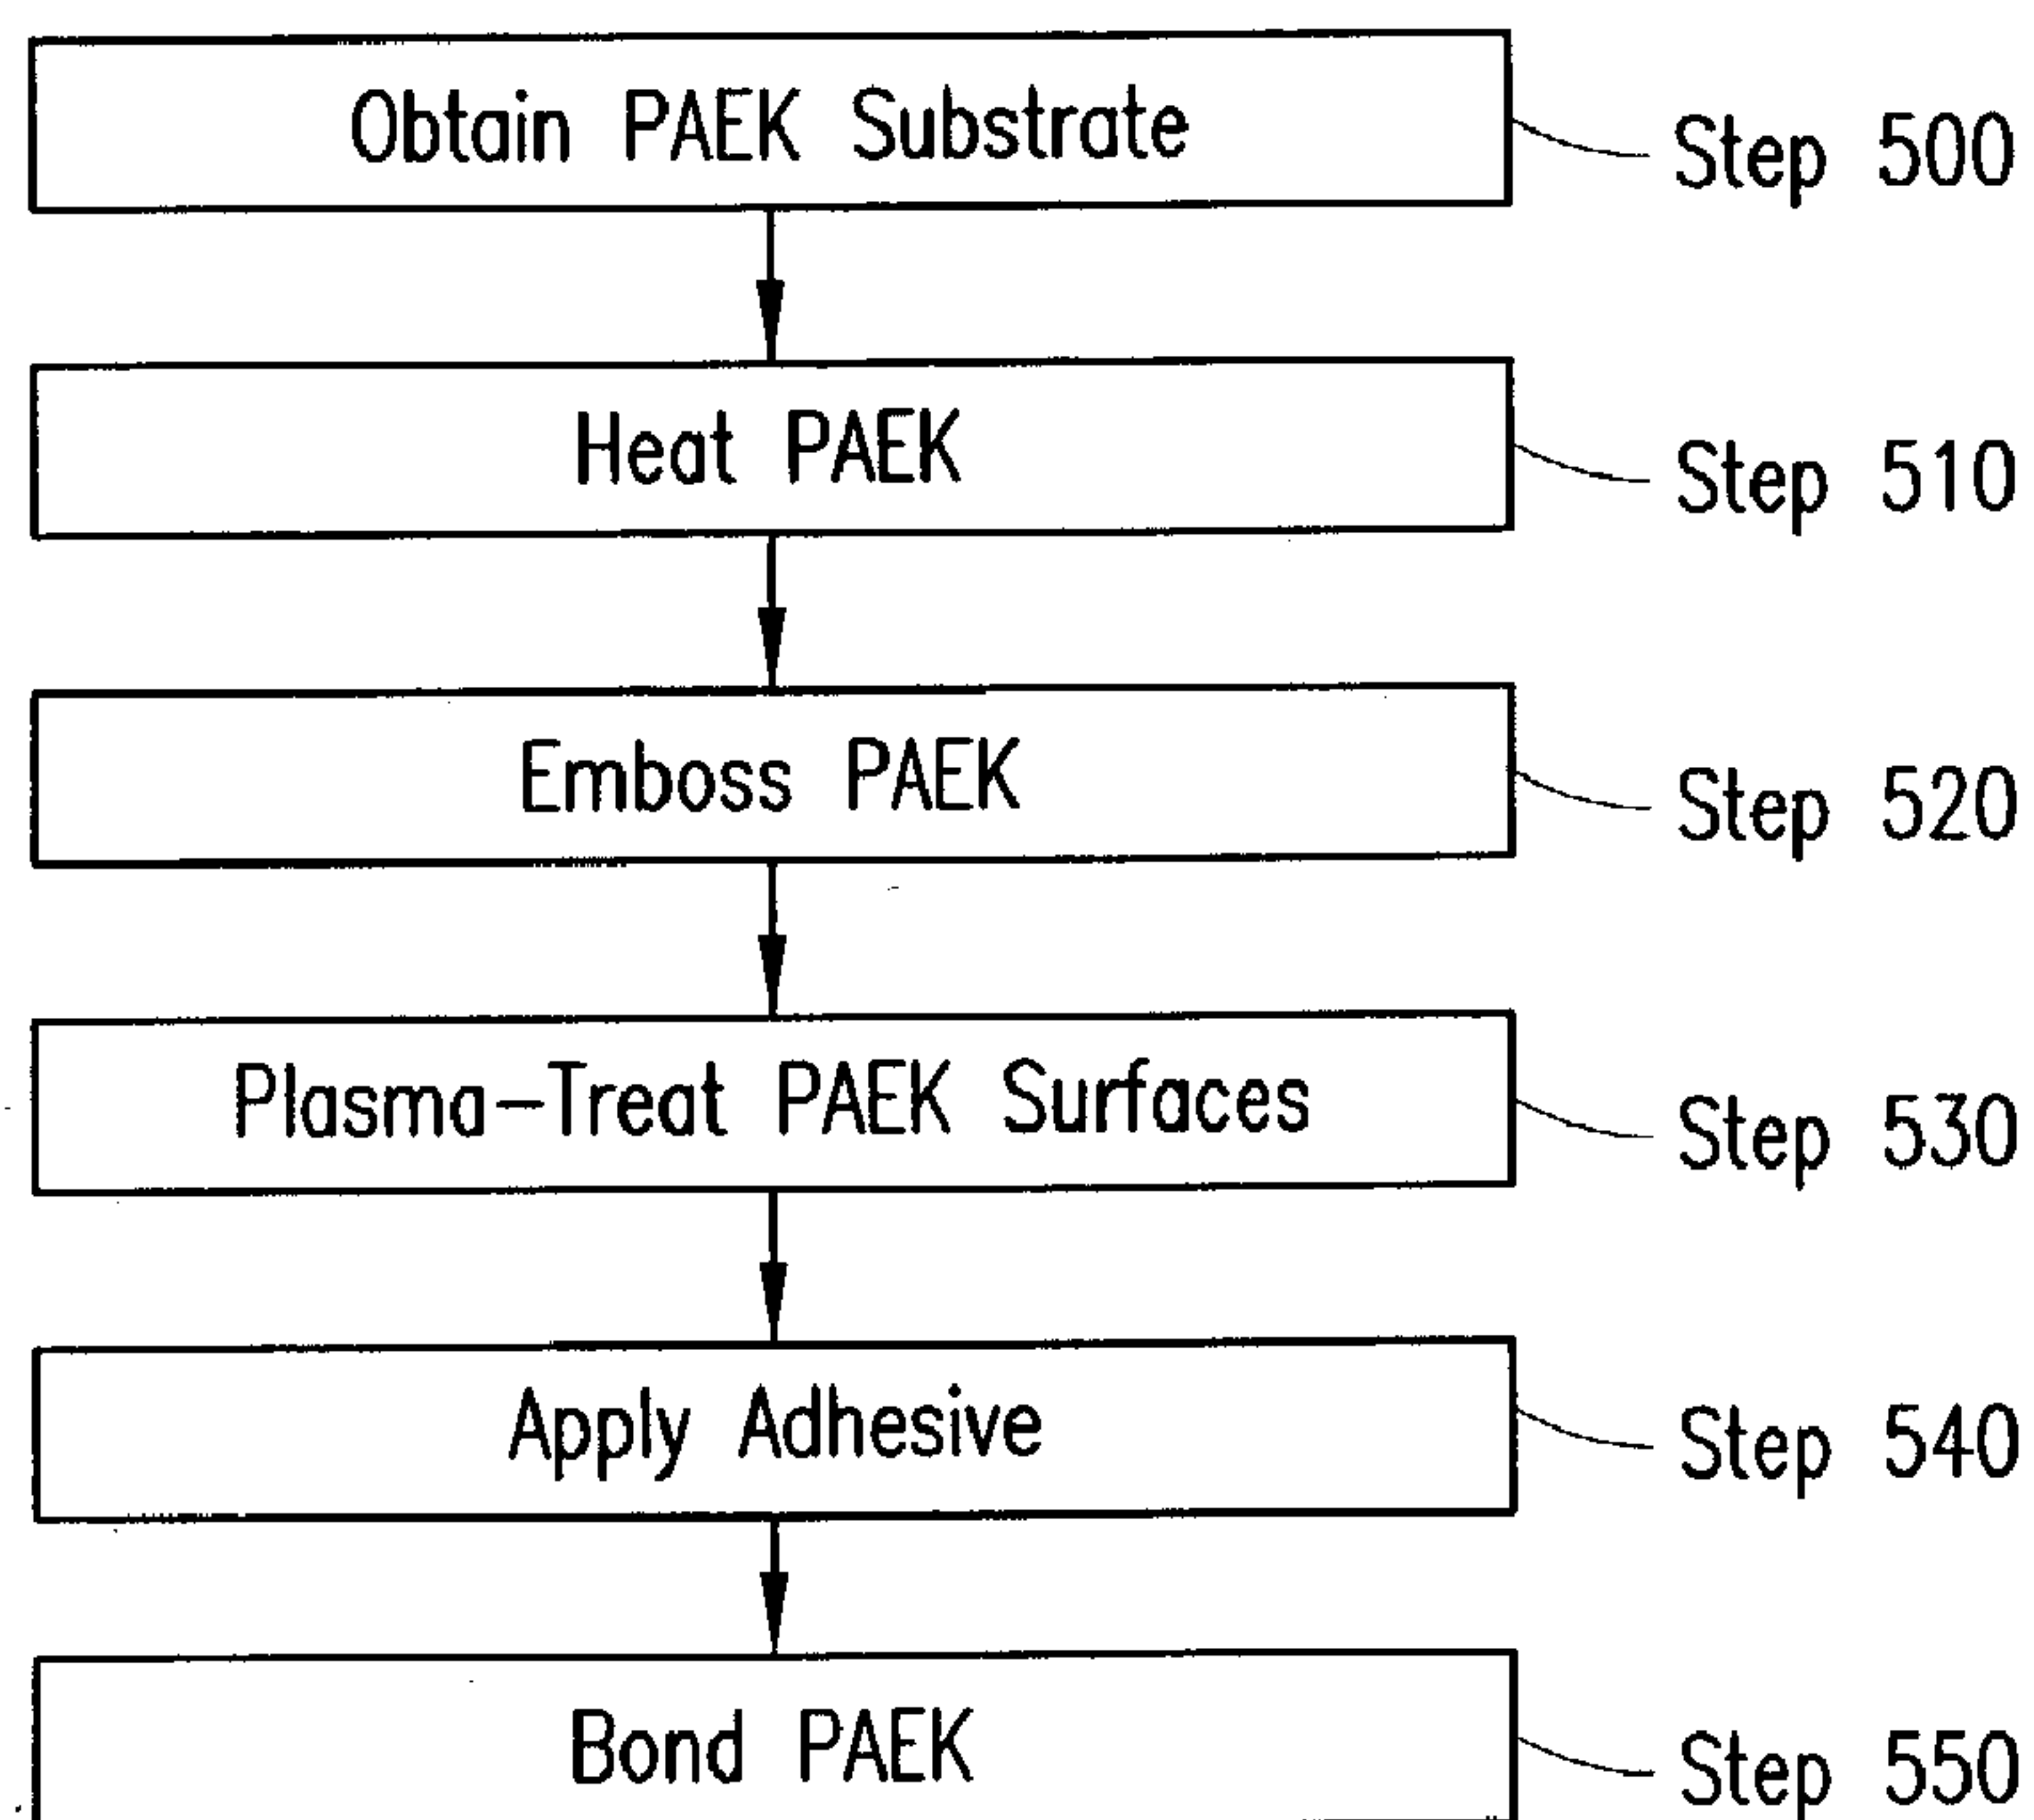 Obtain PAEK Substrate
Step 500
Heat PAEK
Step 510
Emboss PAEK
Step 520
Plasma-Treat PAEK Surfaces
Step 530
Apply Adhesive
Step 540
Bond PAEK
Step 550